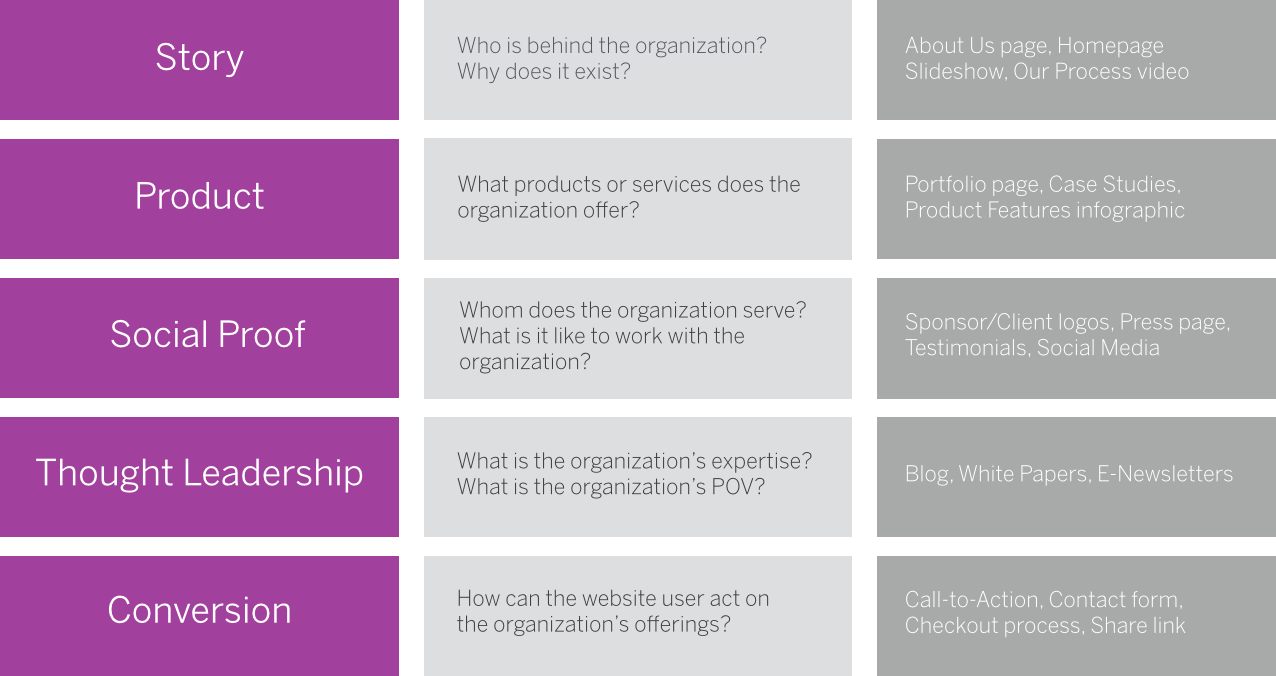 Story
Who is behind the organization?
Why does it exist?
About Us page, Homepage
Slideshow, Our Process video
Product
What products or services does the
organization offer?
Portfolio page, Case Studies,
Product Features infographic
Social Proof
Whom does the organization serve?
What is it like to work with the
organization?
Sponsor/Client logos, Press page,
Testimonials, Social Media
Thought Leadership
What is the organization’s expertise?
What is the organization’s POV?
Blog, White Papers, E-Newsletters
Conversion
How can the website user act on
the organization’s offerings?
Call-to-Action, Contact form,
Checkout process, Share link